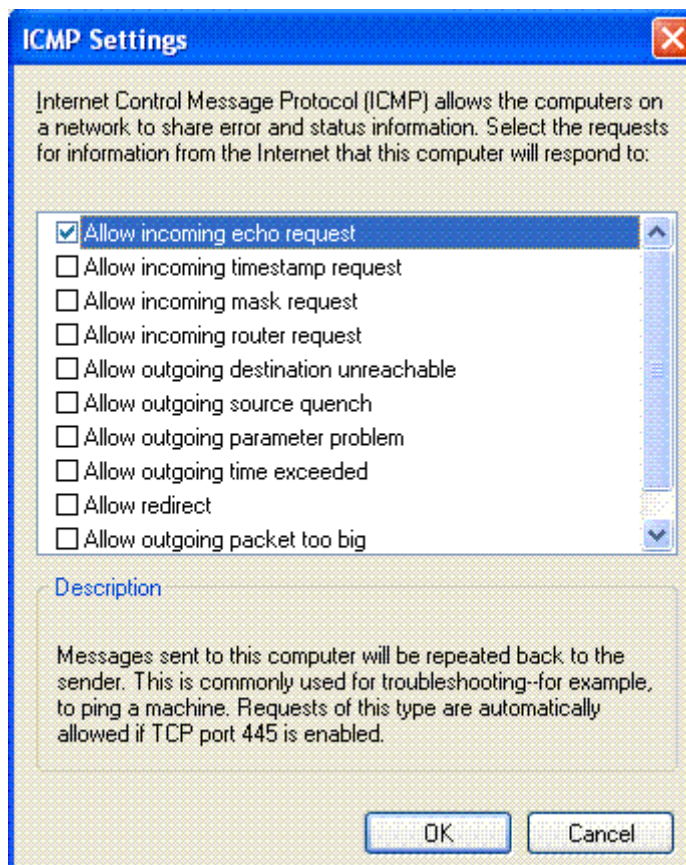 ICMP Settings
Internet Control Message Protocol (ICMP) allows the computers on
a network to share error and status information. Select the requests
for information from the Internet that this computer will respond to:
Allow incoming echo request
Allow incoming timestamp request
Allow incoming mask request
Allow incoming router request
Allow outgoing destination unreachable
Allow outgoing source quench
Allow outgoing parameter problem
Allow outgoing time exceeded
Allow redirect
Allow outgoing packet too big
Description
Messages sent to this computer will be repeated back to the
sender. This is commonly used for troubleshooting--for example,
to ping a machine. Requests of this type are automatically
allowed if TCP port 445 is enabled.
OK
Cancel